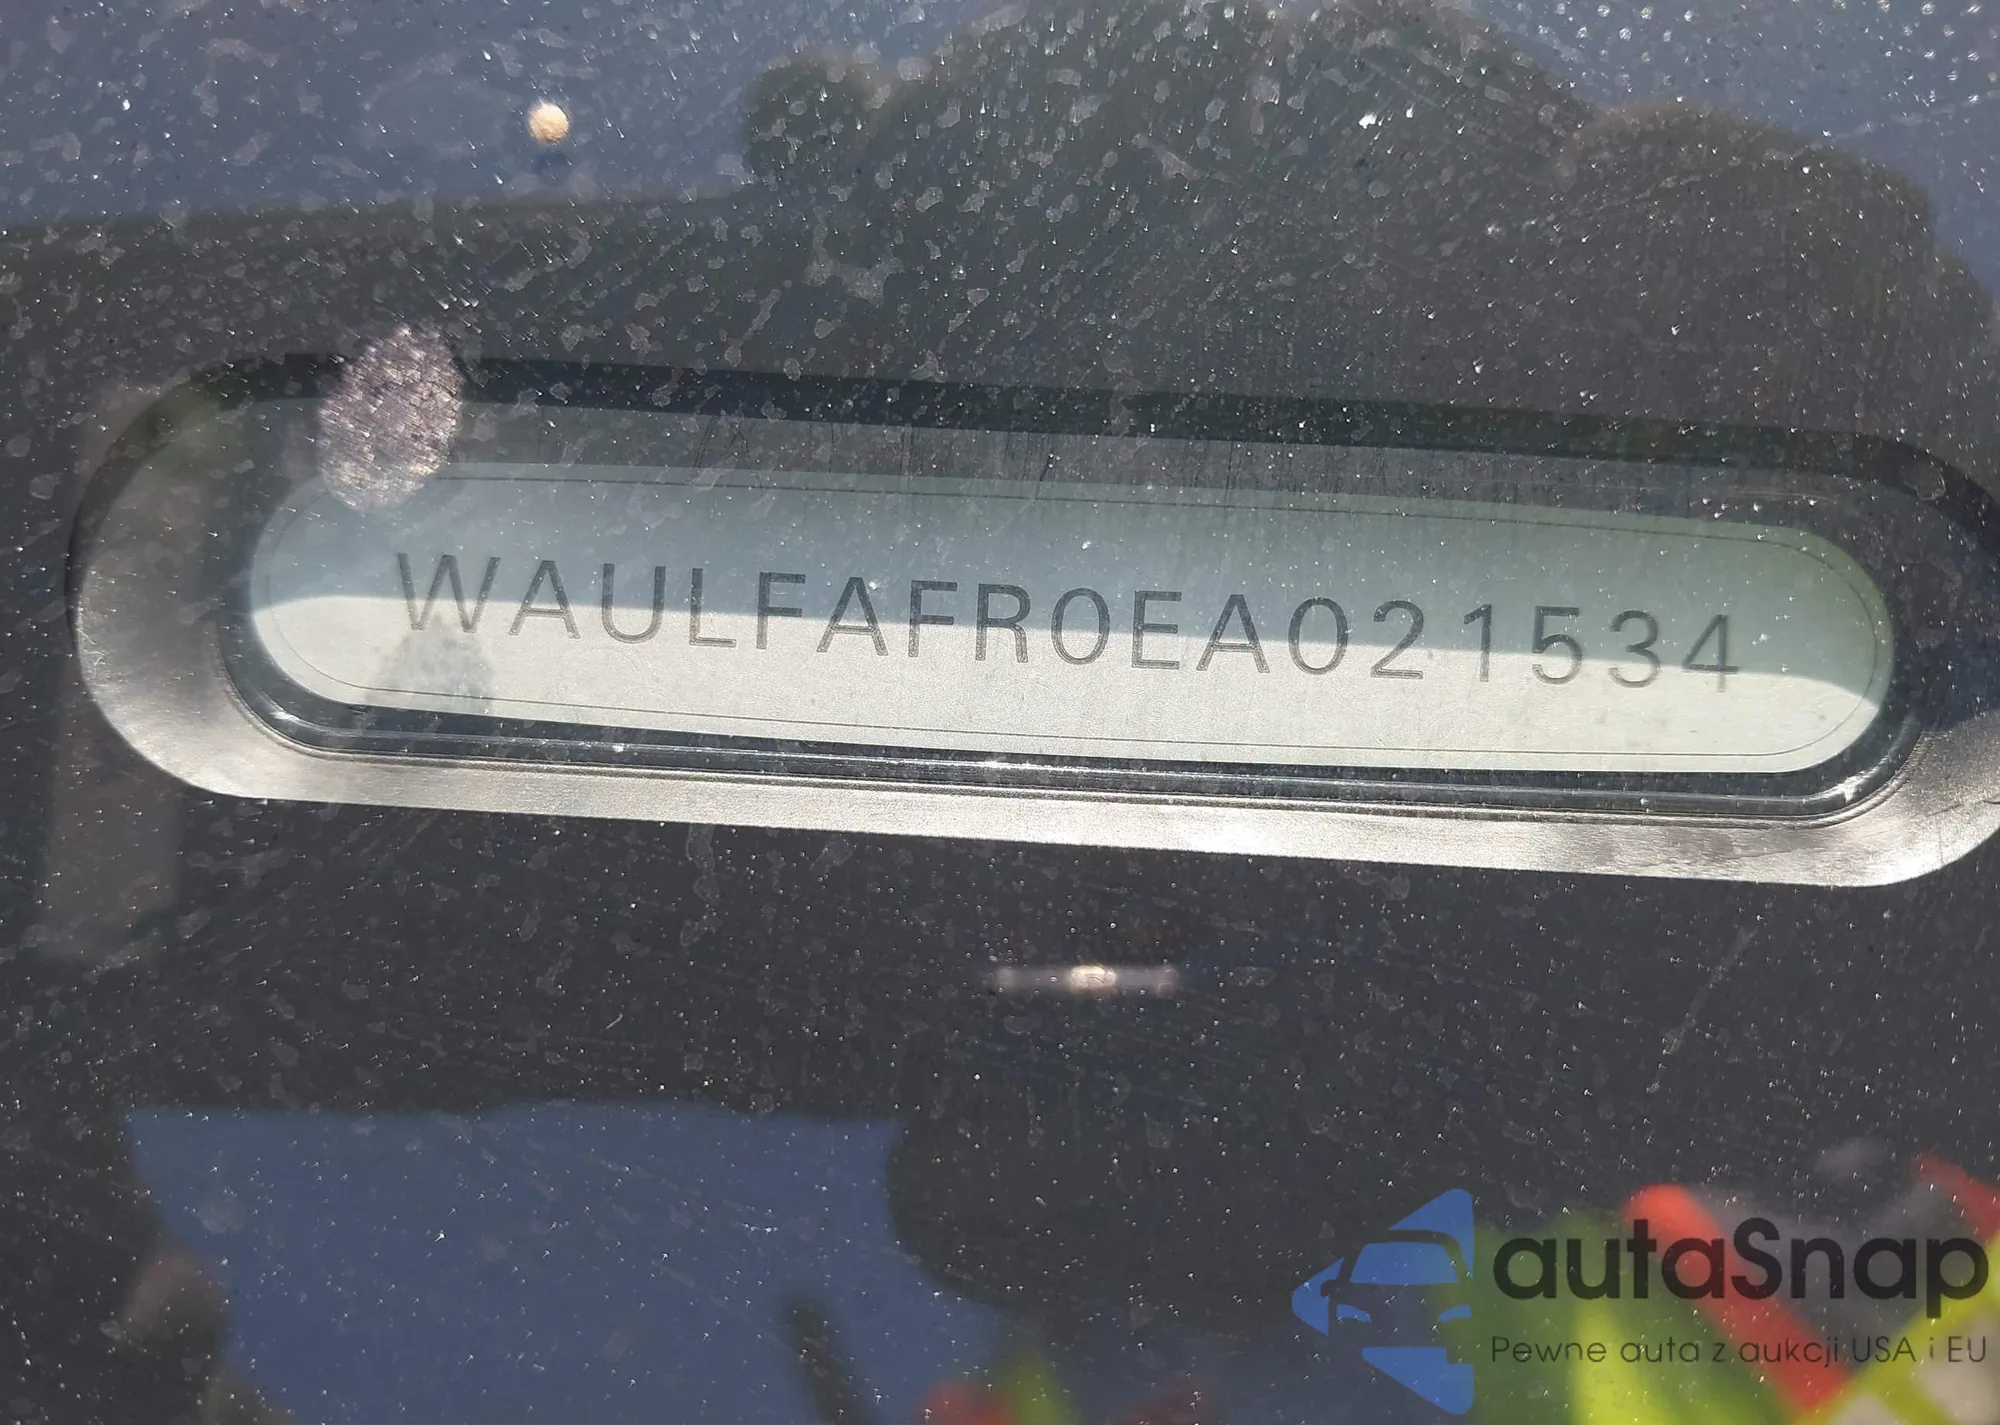 WAULFAFR0EA021534
autaSnap
Pewne auta z aukcji USA i EU